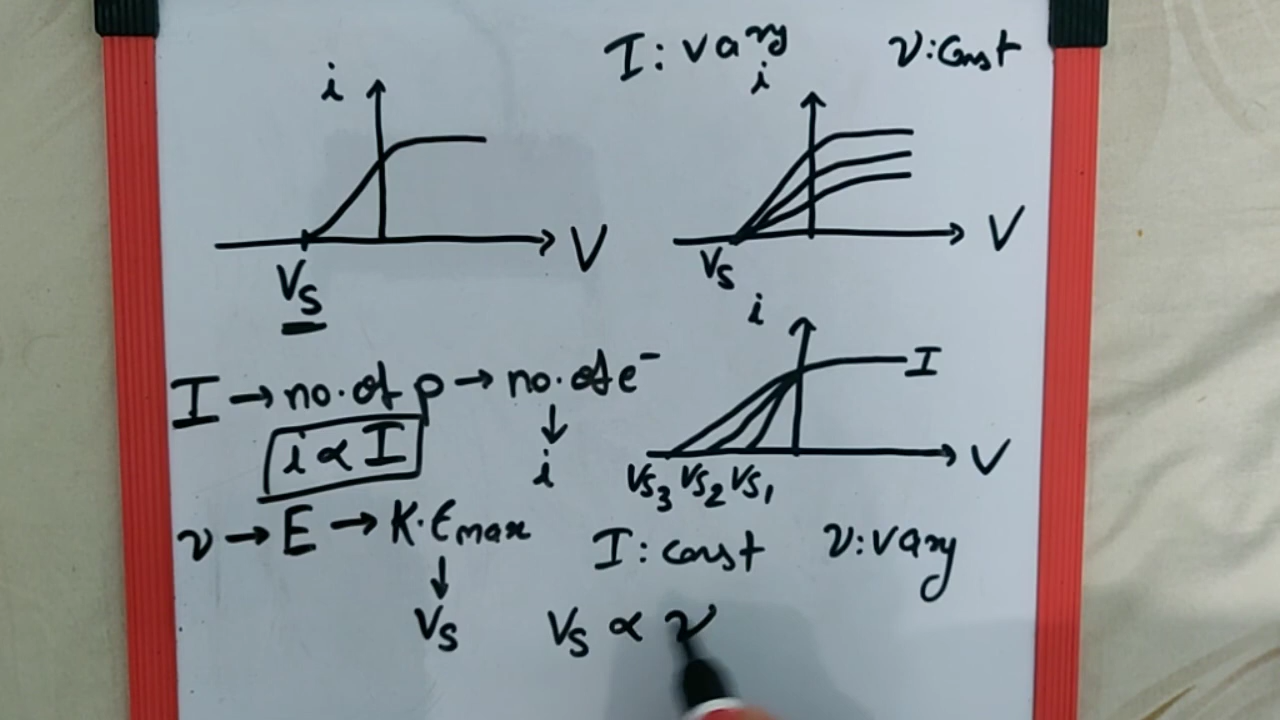 I : vary ν : Const
i
V
Vs
i
V
Vs
i
I
V
Vs3 Vs2 Vs1
I : const ν : vary
I → no. of p → no. of e⁻
↓
i
i ∝ I
ν → E → K.Emax
↓
Vs
Vs ∝ ν